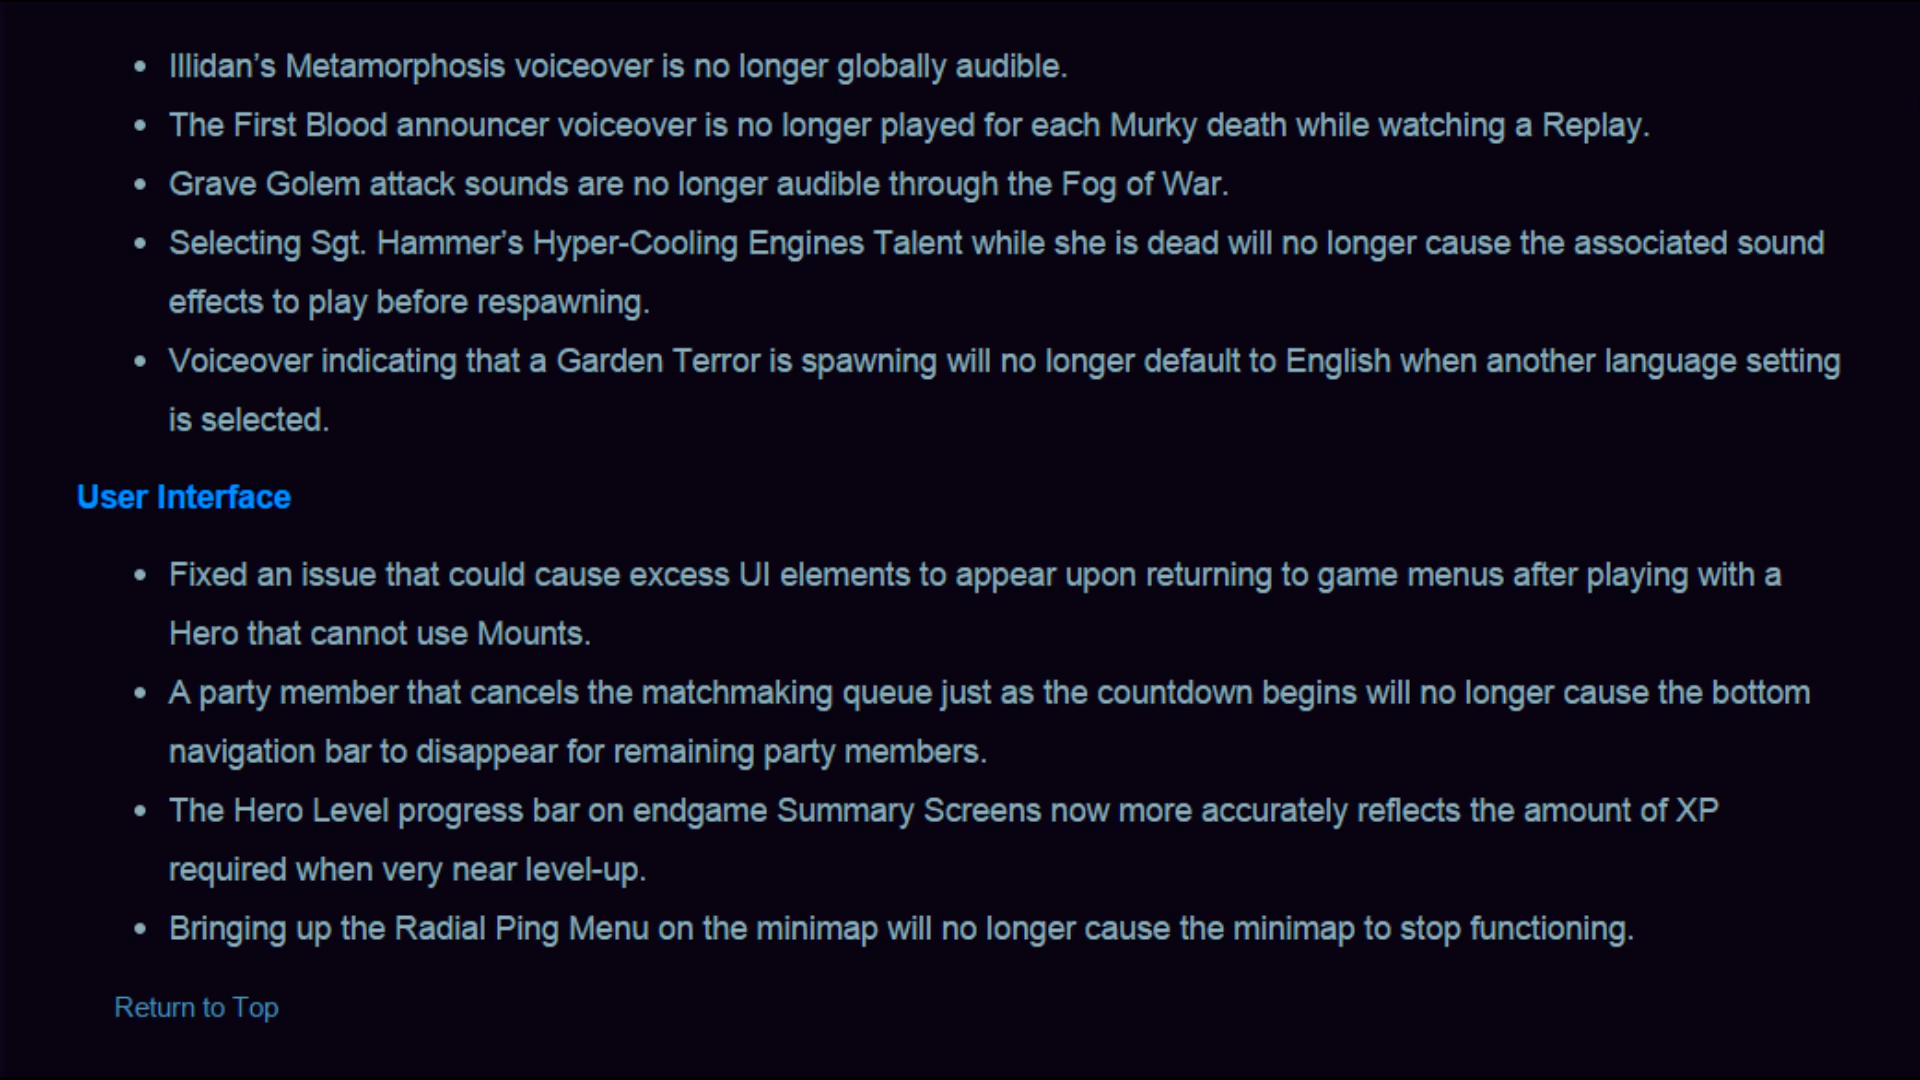 • Illidan’s Metamorphosis voiceover is no longer globally audible.
• The First Blood announcer voiceover is no longer played for each Murky death while watching a Replay.
• Grave Golem attack sounds are no longer audible through the Fog of War.
• Selecting Sgt. Hammer’s Hyper-Cooling Engines Talent while she is dead will no longer cause the associated sound
effects to play before respawning.
• Voiceover indicating that a Garden Terror is spawning will no longer default to English when another language setting
is selected.
User Interface
• Fixed an issue that could cause excess UI elements to appear upon returning to game menus after playing with a
Hero that cannot use Mounts.
• A party member that cancels the matchmaking queue just as the countdown begins will no longer cause the bottom
navigation bar to disappear for remaining party members.
• The Hero Level progress bar on endgame Summary Screens now more accurately reflects the amount of XP
required when very near level-up.
• Bringing up the Radial Ping Menu on the minimap will no longer cause the minimap to stop functioning.
Return to Top